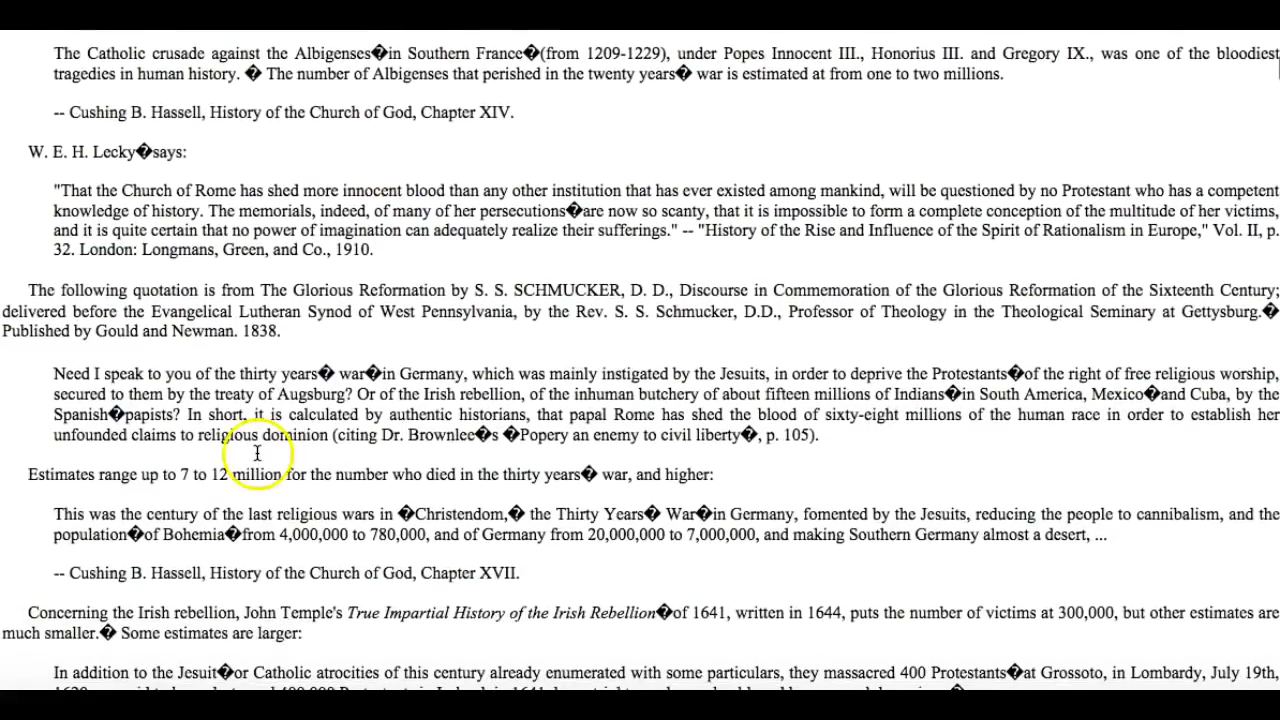 The Catholic crusade against the Albigenses�in Southern France�(from 1209-1229), under Popes Innocent III., Honorius III. and Gregory IX., was one of the bloodiest
tragedies in human history. � The number of Albigenses that perished in the twenty years� war is estimated at from one to two millions.
-- Cushing B. Hassell, History of the Church of God, Chapter XIV.
W. E. H. Lecky�says:
"That the Church of Rome has shed more innocent blood than any other institution that has ever existed among mankind, will be questioned by no Protestant who has a competent
knowledge of history. The memorials, indeed, of many of her persecutions�are now so scanty, that it is impossible to form a complete conception of the multitude of her victims,
and it is quite certain that no power of imagination can adequately realize their sufferings." -- "History of the Rise and Influence of the Spirit of Rationalism in Europe," Vol. II, p.
32. London: Longmans, Green, and Co., 1910.
The following quotation is from The Glorious Reformation by S. S. SCHMUCKER, D. D., Discourse in Commemoration of the Glorious Reformation of the Sixteenth Century;
delivered before the Evangelical Lutheran Synod of West Pennsylvania, by the Rev. S. S. Schmucker, D.D., Professor of Theology in the Theological Seminary at Gettysburg.�
Published by Gould and Newman. 1838.
Need I speak to you of the thirty years� war�in Germany, which was mainly instigated by the Jesuits, in order to deprive the Protestants�of the right of free religious worship,
secured to them by the treaty of Augsburg? Or of the Irish rebellion, of the inhuman butchery of about fifteen millions of Indians�in South America, Mexico�and Cuba, by the
Spanish�papists? In short, it is calculated by authentic historians, that papal Rome has shed the blood of sixty-eight millions of the human race in order to establish her
unfounded claims to religious dominion (citing Dr. Brownlee�s �Popery an enemy to civil liberty�, p. 105).
Estimates range up to 7 to 12 million for the number who died in the thirty years� war, and higher:
This was the century of the last religious wars in �Christendom,� the Thirty Years� War�in Germany, fomented by the Jesuits, reducing the people to cannibalism, and the
population�of Bohemia�from 4,000,000 to 780,000, and of Germany from 20,000,000 to 7,000,000, and making Southern Germany almost a desert, ...
-- Cushing B. Hassell, History of the Church of God, Chapter XVII.
Concerning the Irish rebellion, John Temple's True Impartial History of the Irish Rebellion�of 1641, written in 1644, puts the number of victims at 300,000, but other estimates are
much smaller.� Some estimates are larger:
In addition to the Jesuit�or Catholic atrocities of this century already enumerated with some particulars, they massacred 400 Protestants�at Grossoto, in Lombardy, July 19th,